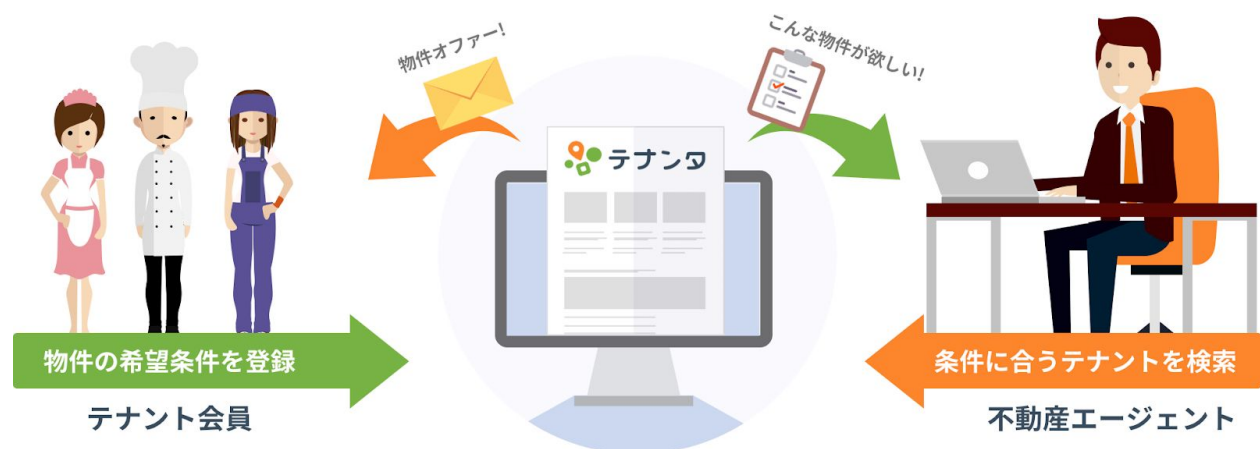 物件オファー!
こんな物件が欲しい!
テナンタ
物件の希望条件を登録
条件に合うテナントを検索
テナント会員
不動産エージェント